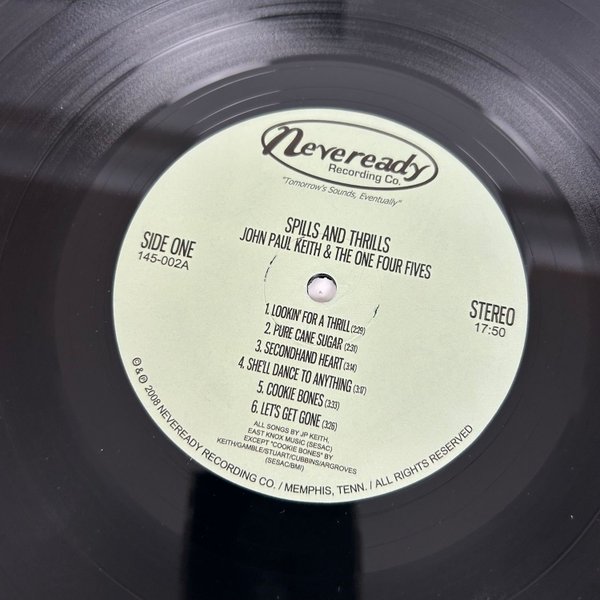 Neveready
Recording Co.
"Tomorrow's Sounds, Eventually"
SPILLS AND THRILLS
JOHN PAUL KEITH & THE ONE FOUR FIVES
SIDE ONE
145-002A
STEREO
17:50
1. LOOKIN' FOR A THRILL (2:29)
2. PURE CANE SUGAR (2:31)
3. SECONDHAND HEART (3:14)
4. SHE'LL DANCE TO ANYTHING (3:17)
5. COOKIE BONES (3:33)
6. LET'S GET GONE (3:26)
ALL SONGS BY JP KEITH,
EAST KNOX MUSIC (SESAC)
EXCEPT "COOKIE BONES" BY
KEITH/GAMBLE/STUART/CUBBINS/ARGROVES
(SESAC/BMI)
© & ℗ 2008 NEVEREADY RECORDING CO. / MEMPHIS, TENN. / ALL RIGHTS RESERVED